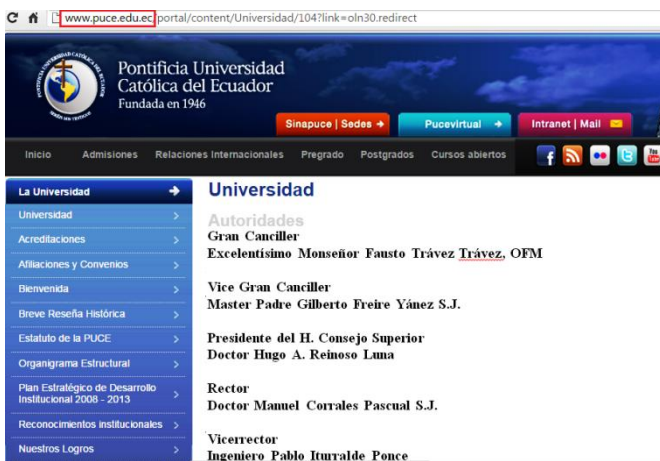 www.puce.edu.ec/portal/content/Universidad/104?link=oln30.redirect
Pontificia Universidad
Católica del Ecuador
Fundada en 1946
Sinapuce | Sedes
Pucevirtual
Intranet | Mail
Inicio Admisiones Relaciones Internacionales Pregrado Postgrados Cursos abiertos
La Universidad
Universidad
Acreditaciones
Afiliaciones y Convenios
Bienvenida
Breve Reseña Histórica
Estatuto de la PUCE
Organigrama Estructural
Plan Estratégico de Desarrollo
Institucional 2008 - 2013
Reconocimientos institucionales
Nuestros Logros
Universidad
Autoridades
Gran Canciller
Excelentísimo Monseñor Fausto Trávez Trávez, OFM
Vice Gran Canciller
Master Padre Gilberto Freire Yánez S.J.
Presidente del H. Consejo Superior
Doctor Hugo A. Reinoso Luna
Rector
Doctor Manuel Corrales Pascual S.J.
Vicerrector
Ingeniero Pablo Iturralde Ponce